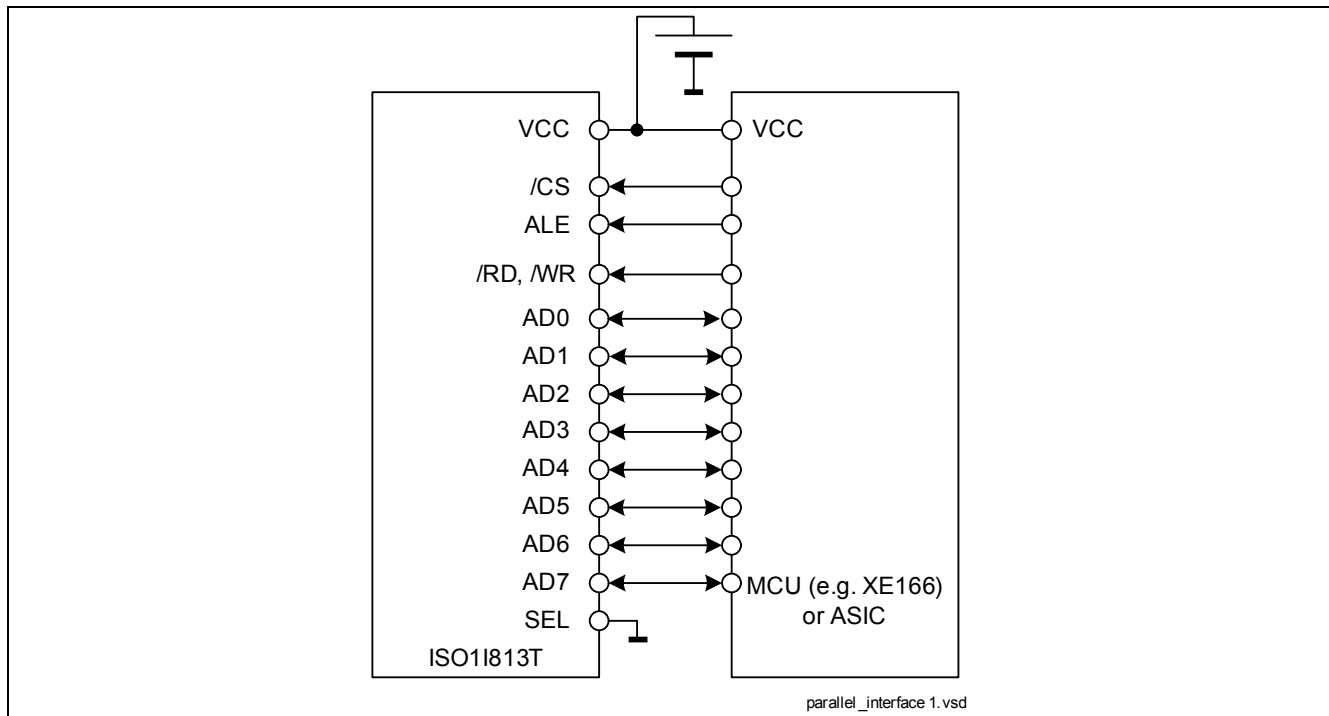 VCC VCC
/CS
ALE
/RD, /WR
AD0
AD1
AD2
AD3
AD4
AD5
AD6
AD7 MCU (e.g. XE166)
or ASIC
SEL
ISO1I813T
parallel_interface 1.vsd